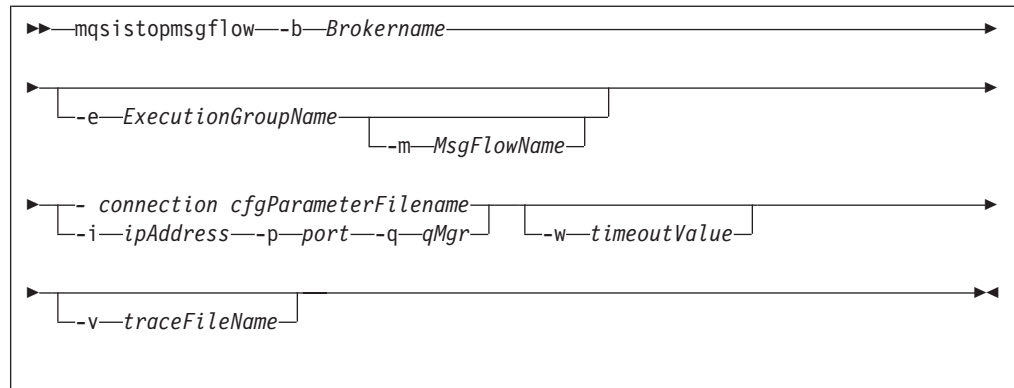 mqsistopmsgflow -b Brokername
-e ExecutionGroupName
-m MsgFlowName
- connection cfgParameterFilename
-i ipAddress -p port -q qMgr -w timeoutValue
-v traceFileName